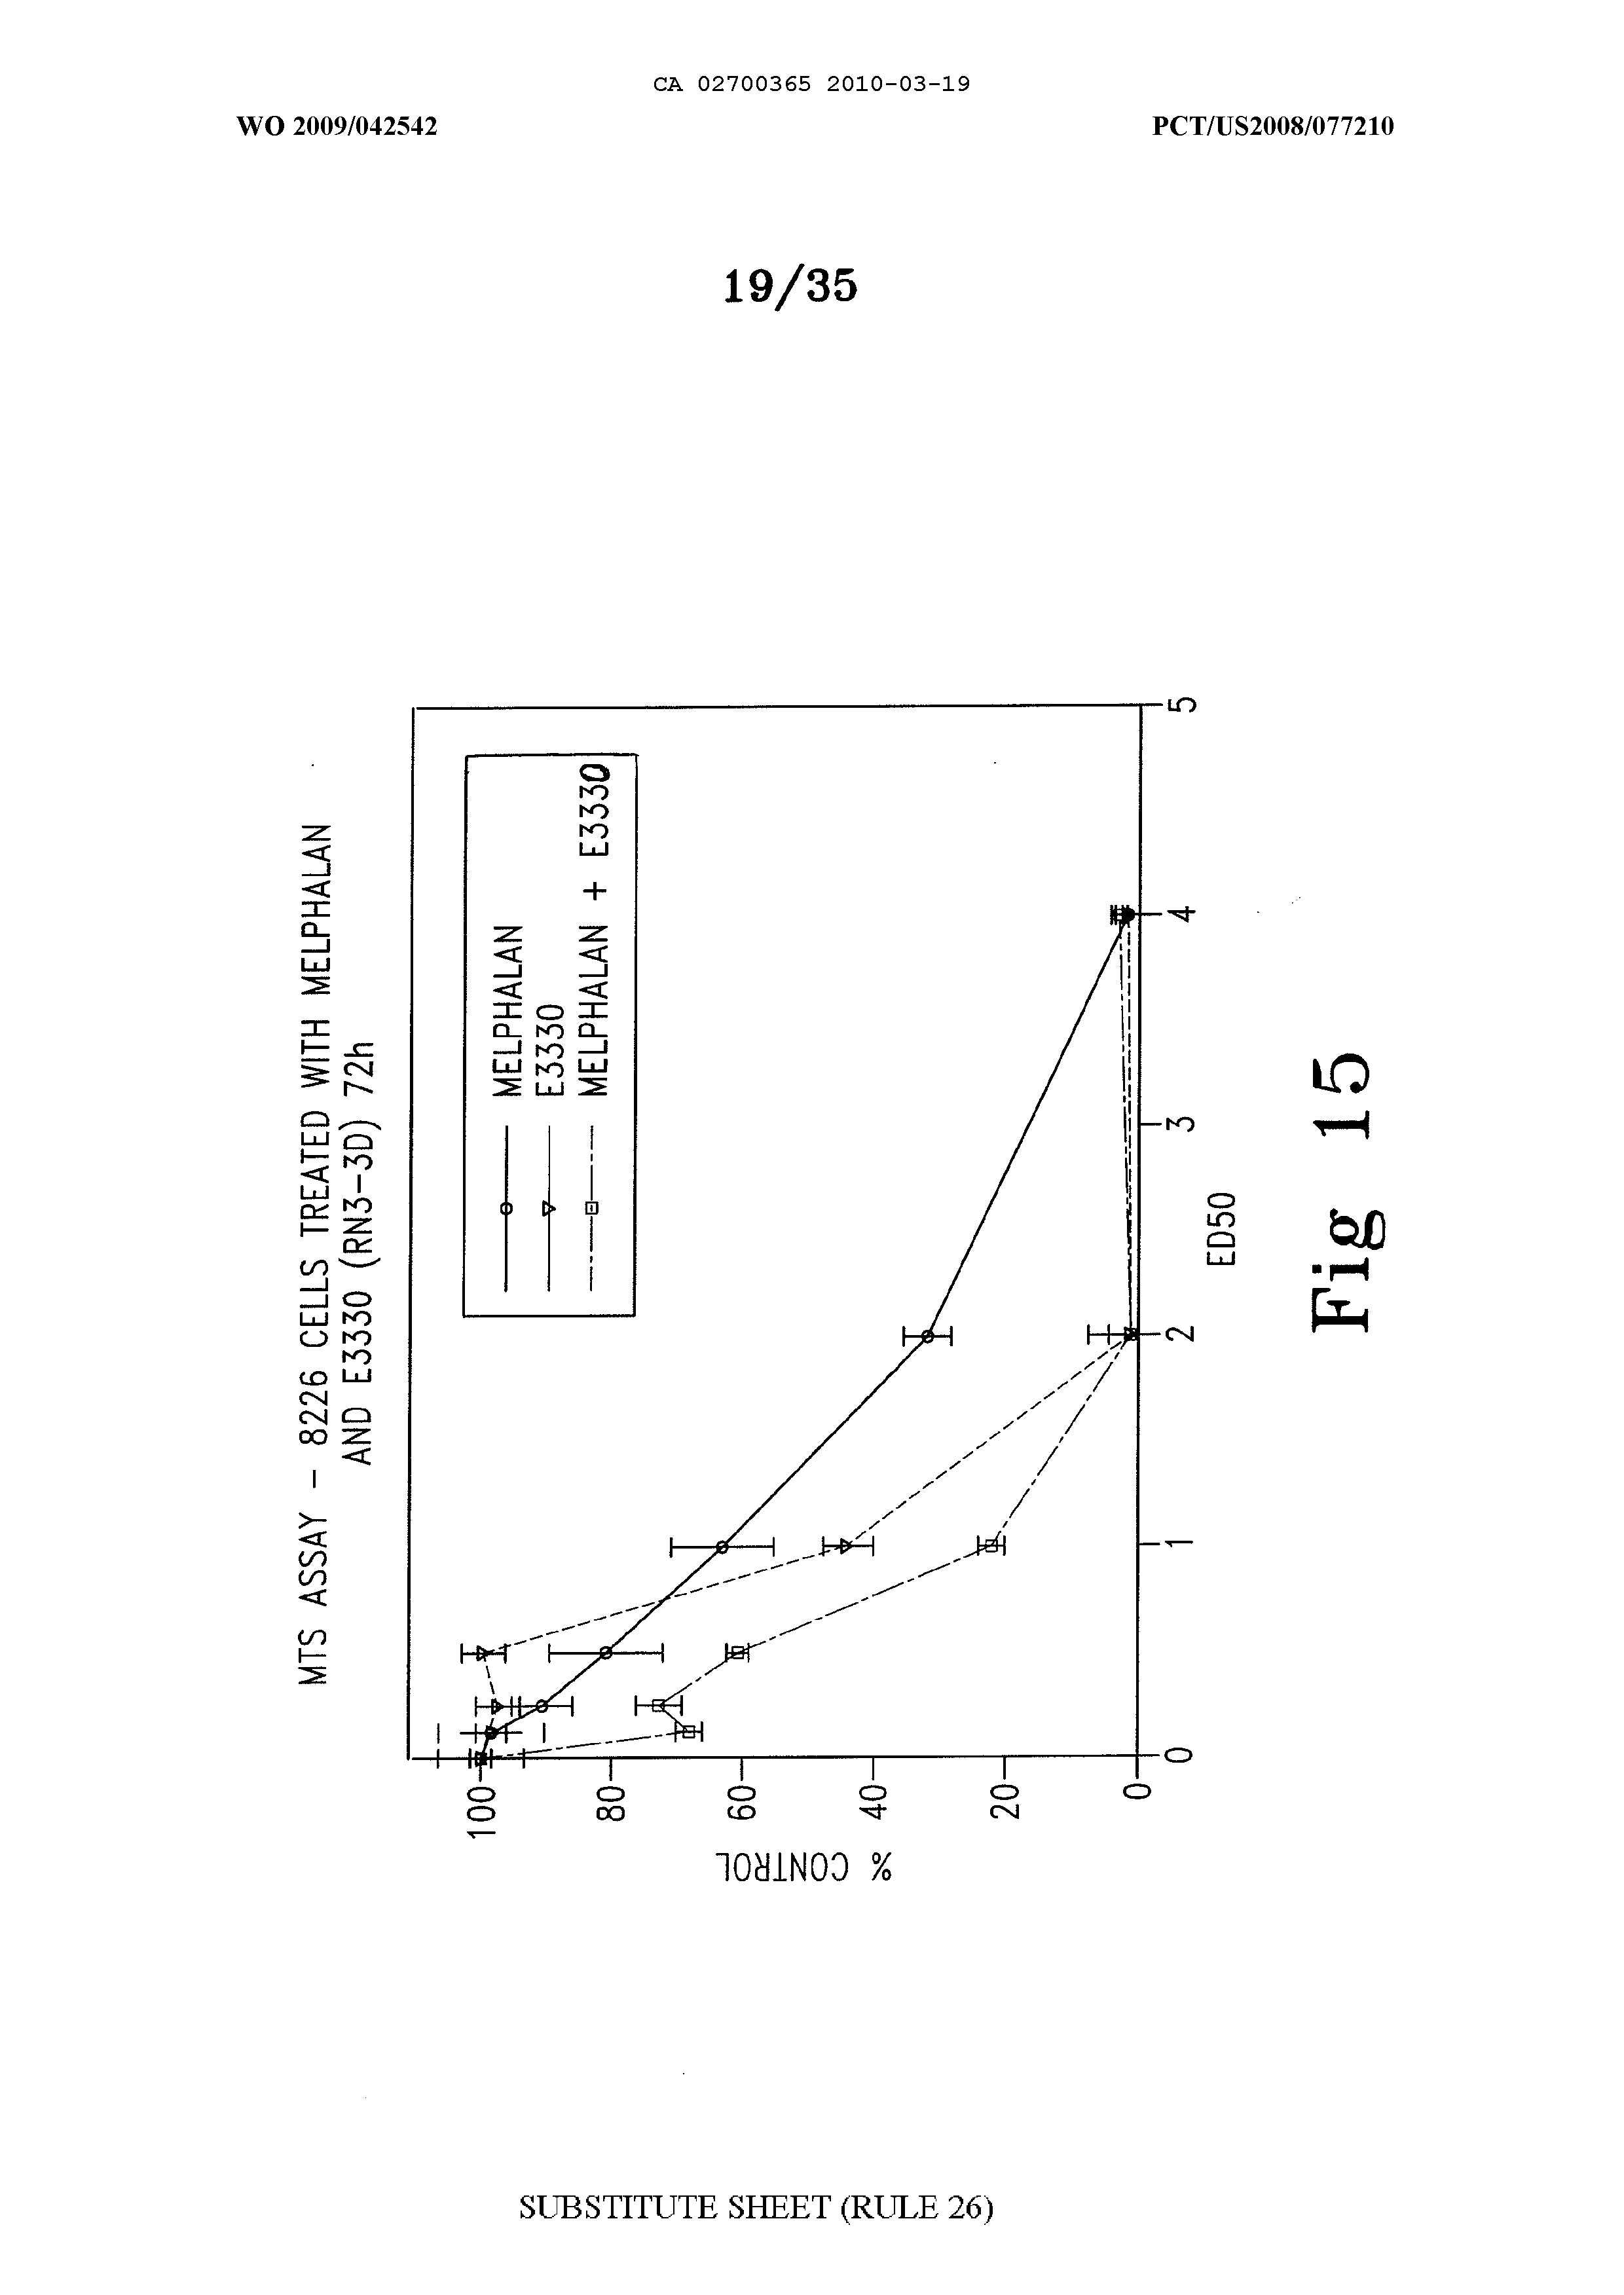 CA 02700365 2010-03-19
WO 2009/042542
PCT/US2008/077210
19/35
MTS ASSAY - 8226 CELLS TREATED WITH MELPHALAN
AND E3330 (RN3-3D) 72h
MELPHALAN
E3330
MELPHALAN + E3330
% CONTROL
100
80
60
40
20
0
0
1
2
3
4
5
ED50
Fig 15
SUBSTITUTE SHEET (RULE 26)